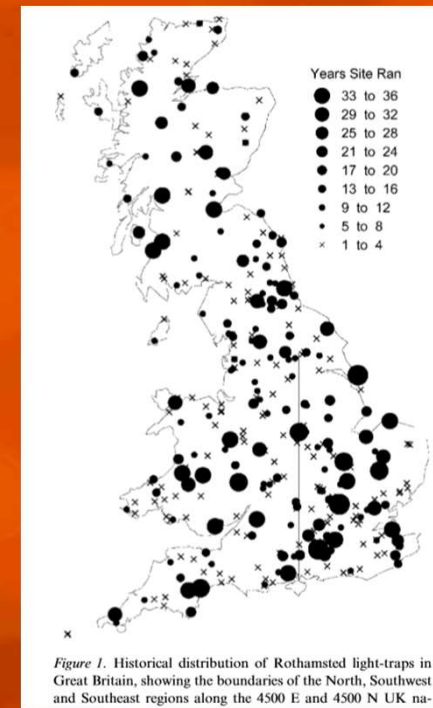 Years Site Ran
33 to 36
29 to 32
25 to 28
21 to 24
17 to 20
13 to 16
9 to 12
5 to 8
1 to 4
Figure 1. Historical distribution of Rothamsted light-traps in
Great Britain, showing the boundaries of the North, Southwest
and Southeast regions along the 4500 E and 4500 N UK na-